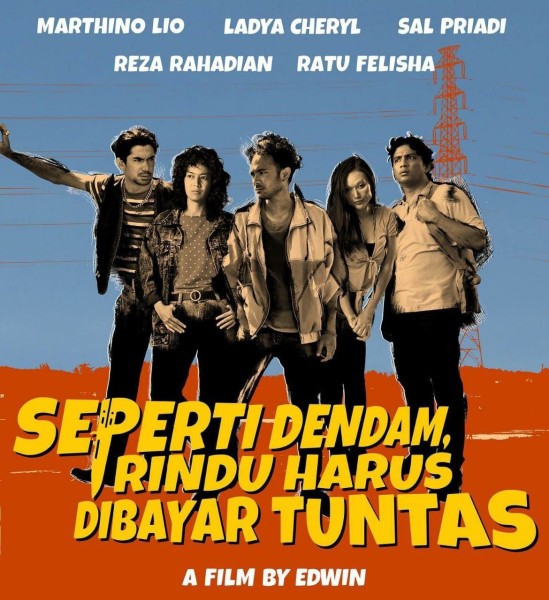 MARTHINO LIO LADYA CHERYL SAL PRIADI
REZA RAHADIAN RATU FELISHA
SEPERTI DENDAM,
RINDU HARUS
DIBAYAR TUNTAS
A FILM BY EDWIN